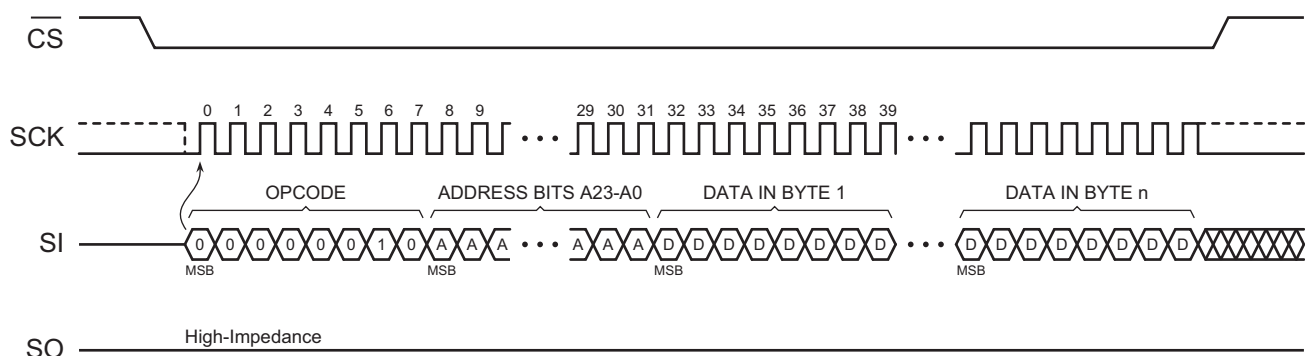 CS
0 1 2 3 4 5 6 7 8 9 29 30 31 32 33 34 35 36 37 38 39
SCK
OPCODE ADDRESS BITS A23-A0 DATA IN BYTE 1 DATA IN BYTE n
SI 0 0 0 0 0 0 1 0 A A A A A A D D D D D D D D D D D D D D D D
MSB MSB MSB MSB
High-Impedance
SO